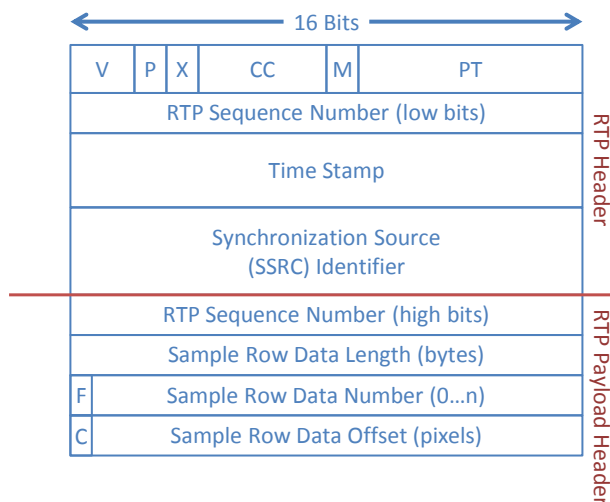 16 Bits
V P X CC M PT
RTP Sequence Number (low bits)
Time Stamp
Synchronization Source
(SSRC) Identifier
RTP Header
RTP Sequence Number (high bits)
Sample Row Data Length (bytes)
F Sample Row Data Number (0...n)
C Sample Row Data Offset (pixels)
RTP Payload Header